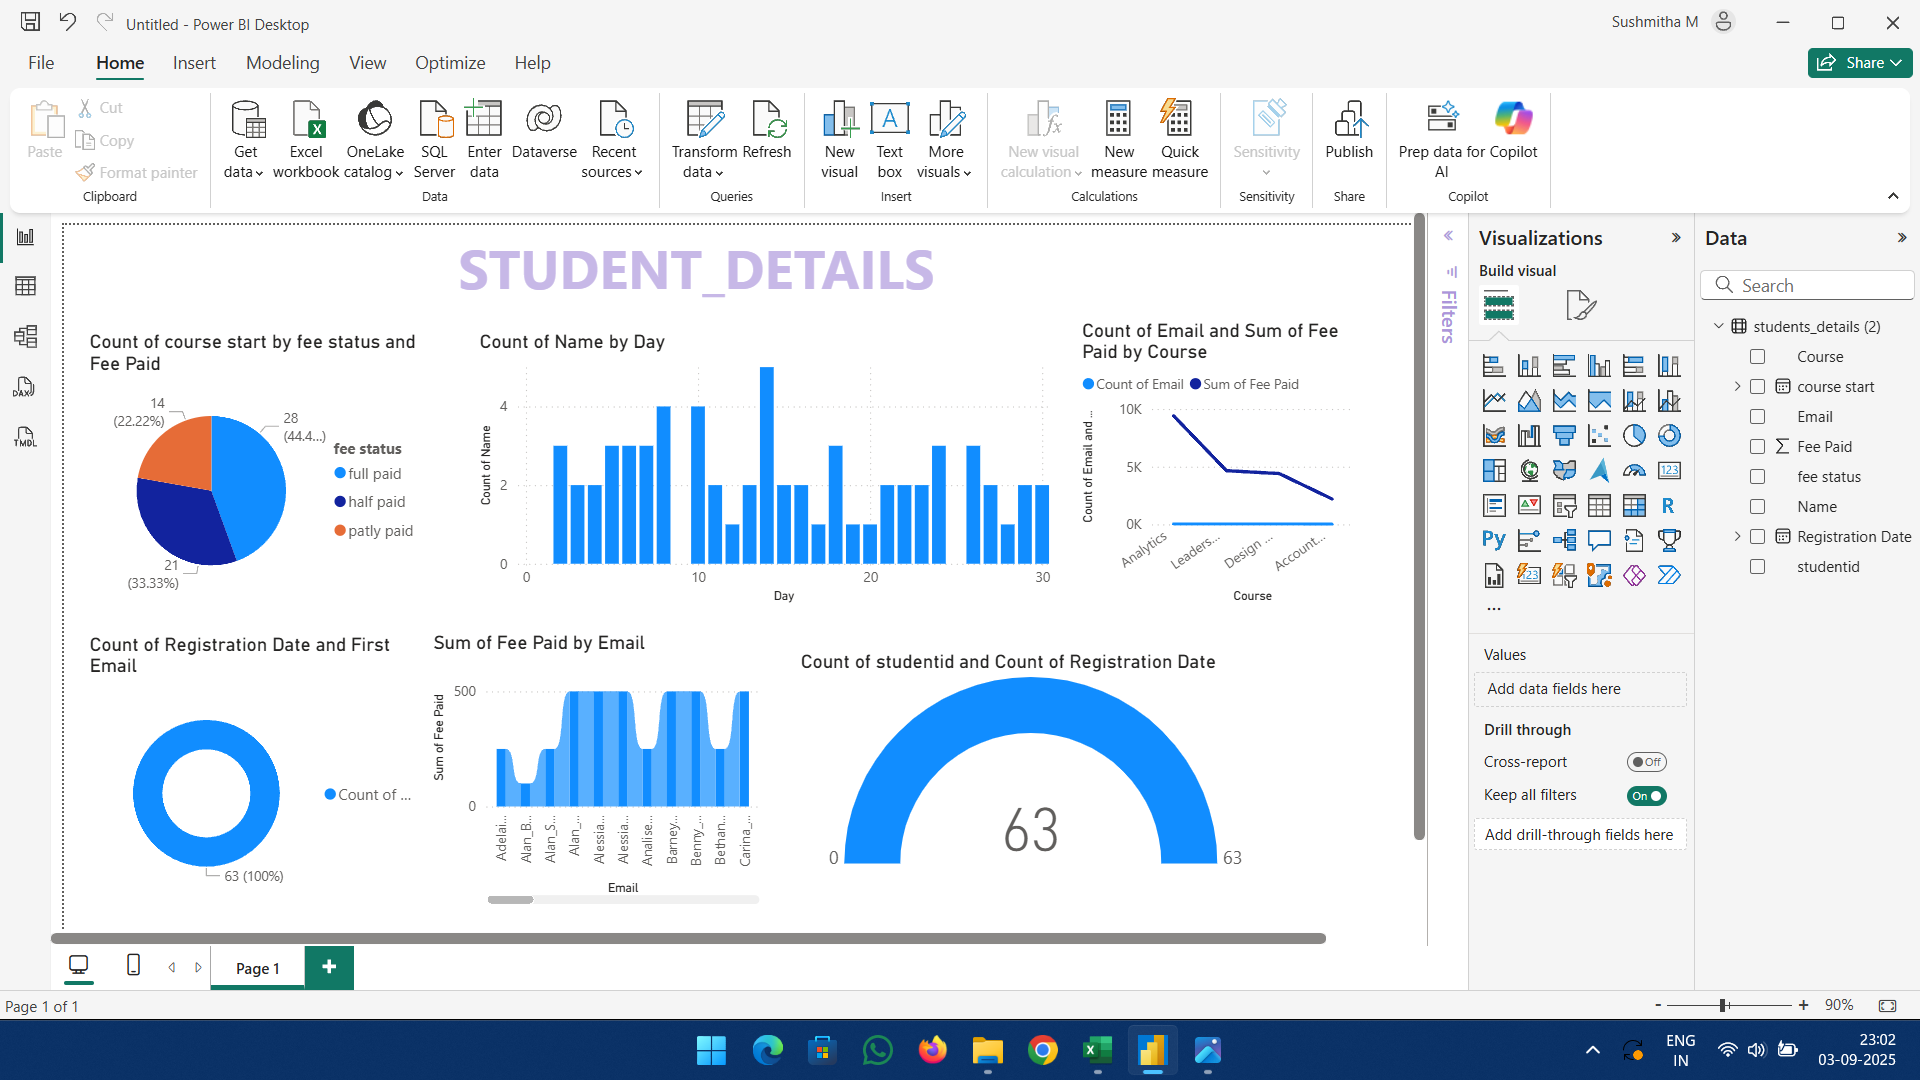 Untitled - Power BI Desktop
Sushmitha M
File Home Insert Modeling View Optimize Help
Share
Paste
Cut
Copy
Format painter
Clipboard
Get data
Excel workbook
OneLake catalog
SQL Server
Enter data
Dataverse
Recent sources
Data
Transform data
Refresh
Queries
New visual
Text box
More visuals
Insert
New visual calculation
New measure
Quick measure
Calculations
Sensitivity
Sensitivity
Publish
Share
Prep data for AI
Copilot
Copilot
STUDENT_DETAILS
Count of course start by fee status and
Fee Paid
14
(22.22%)
28
(44.4...)
21
(33.33%)
fee status
full paid
half paid
patly paid
Count of Name by Day
Count of Name
4
2
0
0 10 20 30
Day
Count of Email and Sum of Fee
Paid by Course
Count of Email Sum of Fee Paid
Count of Email and ...
10K
5K
0K
Analytics
Leaders...
Design ...
Account...
Course
Count of Registration Date and First
Email
Count of ...
63 (100%)
Sum of Fee Paid by Email
Sum of Fee Paid
500
0
Adelai...
Alan_B...
Alan_S...
Alan_...
Alessia...
Alessia...
Analise...
Barney...
Benny_...
Bethan...
Carina_...
Email
Count of studentid and Count of Registration Date
63
0
63
Filters
Visualizations
Build visual
123
R
Py
123
...
Values
Add data fields here
Drill through
Cross-report
Off
Keep all filters
On
Add drill-through fields here
Data
Search
students_details (2)
Course
course start
Email
Fee Paid
fee status
Name
Registration Date
studentid
DAX
TMDL
Page 1
Page 1 of 1
- + 90%
ENG
IN
23:02
03-09-2025